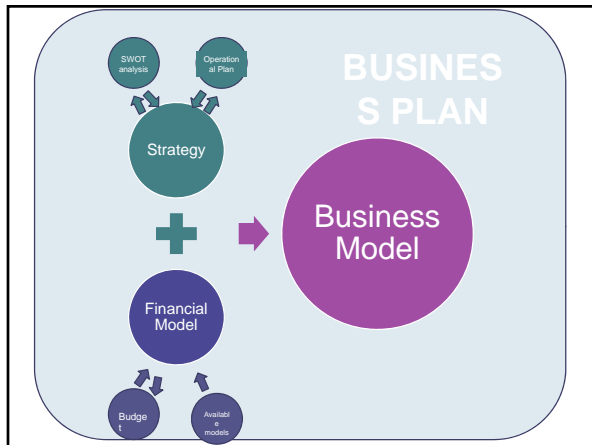 SWOT
analysis
Operation
al Plan
BUSINES
S PLAN
Strategy
Business
Model
Financial
Model
Budge
t
Availabl
e
models